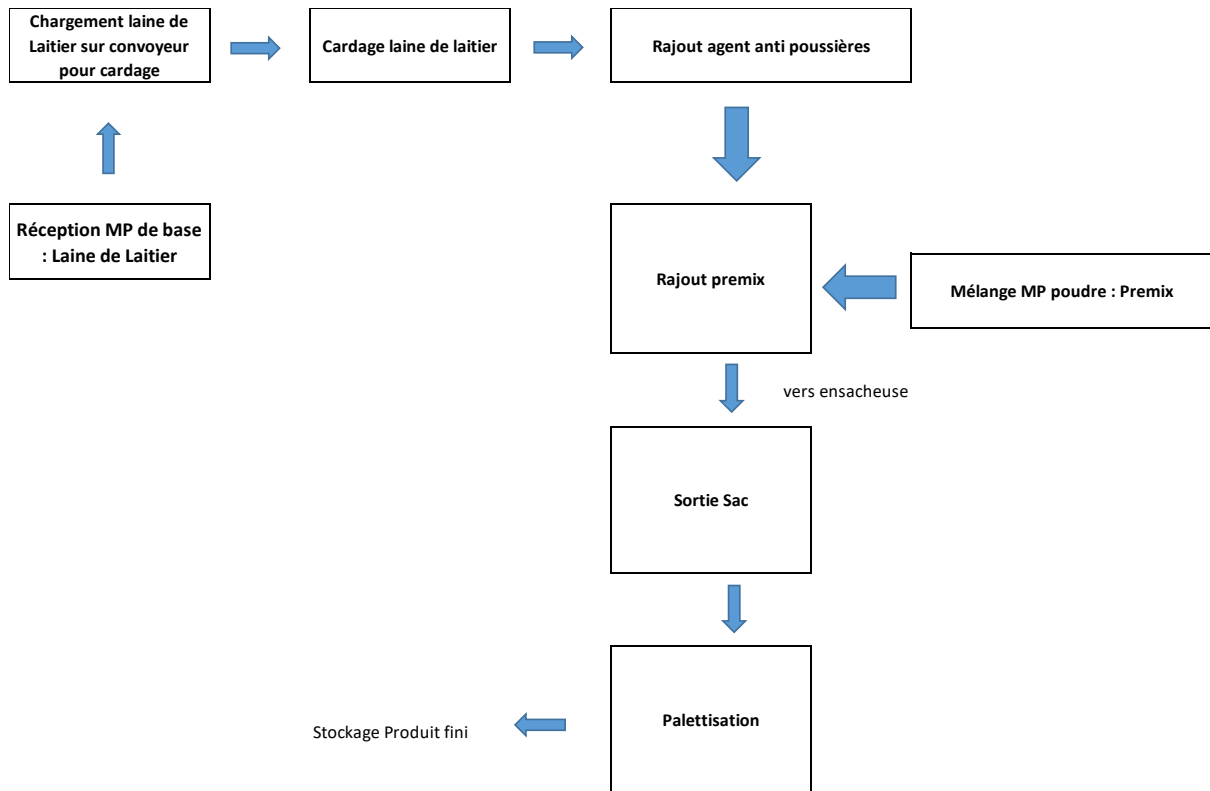 Chargement laine de
Laitier sur convoyeur
pour cardage
Cardage laine de laitier
Rajout agent anti poussières
Réception MP de base
: Laine de Laitier
Rajout premix
Mélange MP poudre : Premix
vers ensacheuse
Sortie Sac
Palettisation
Stockage Produit fini